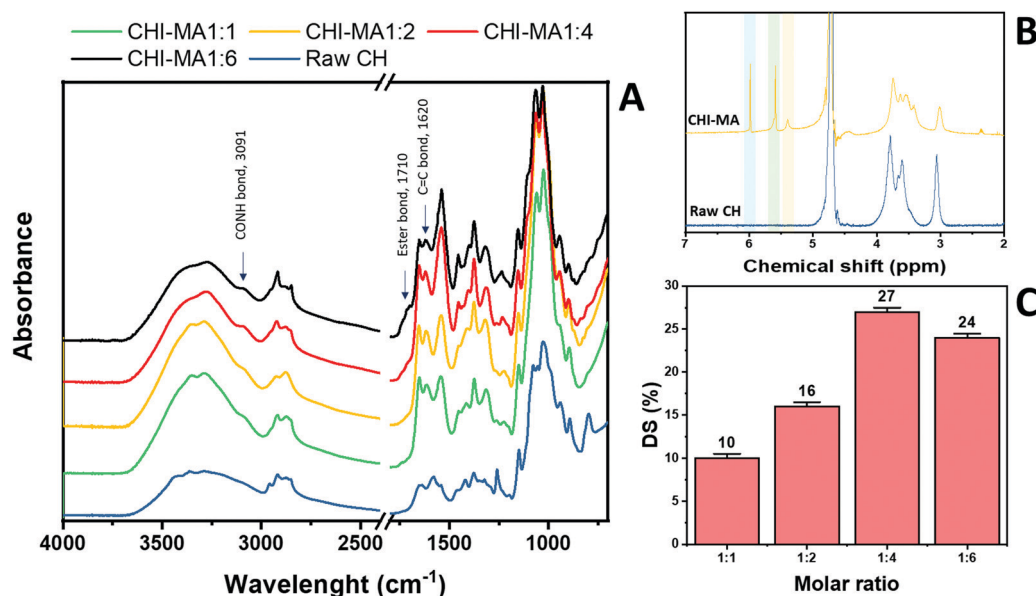 CHI-MA1:1 CHI-MA1:2 CHI-MA1:4
CHI-MA1:6 Raw CH
A
Absorbance
CONH bond, 3091
Ester bond, 1710
C=C bond, 1620
4000 3500 3000 2500 1500 1000
Wavelenght (cm-1)
B
CHI-MA
Raw CH
7 6 5 4 3 2
Chemical shift (ppm)
C
DS (%)
30
25
20
15
10
5
0
10
16
27
24
1:1 1:2 1:4 1:6
Molar ratio